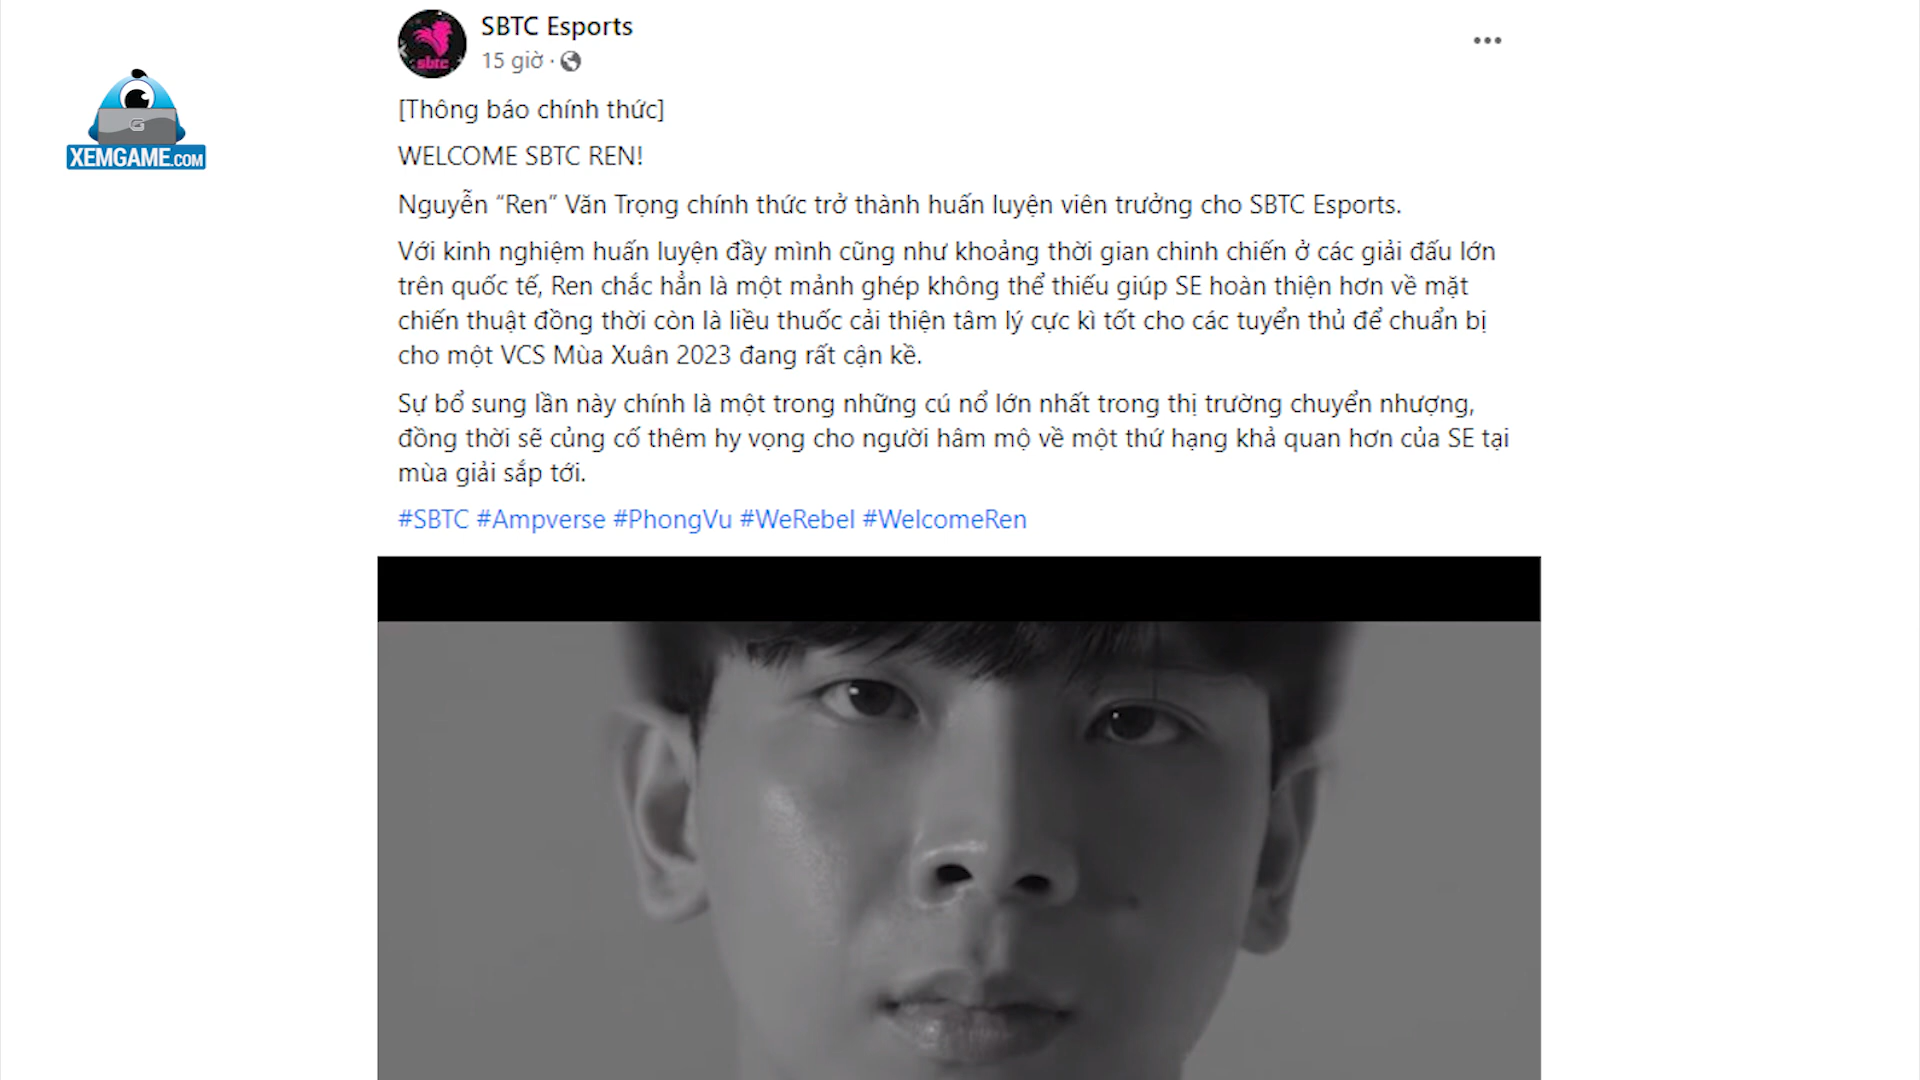 SBTC Esports
15 giờ ·
sbtc
G
XEMGAME.COM
[Thông báo chính thức]
WELCOME SBTC REN!
Nguyễn “Ren” Văn Trọng chính thức trở thành huấn luyện viên trưởng cho SBTC Esports.
Với kinh nghiệm huấn luyện đầy mình cũng như khoảng thời gian chinh chiến ở các giải đấu lớn
trên quốc tế, Ren chắc hẳn là một mảnh ghép không thể thiếu giúp SE hoàn thiện hơn về mặt
chiến thuật đồng thời còn là liều thuốc cải thiện tâm lý cực kì tốt cho các tuyển thủ để chuẩn bị
cho một VCS Mùa Xuân 2023 đang rất cận kề.
Sự bổ sung lần này chính là một trong những cú nổ lớn nhất trong thị trường chuyển nhượng,
đồng thời sẽ củng cố thêm hy vọng cho người hâm mộ về một thứ hạng khả quan hơn của SE tại
mùa giải sắp tới.
#SBTC #Ampverse #PhongVu #WeRebel #WelcomeRen